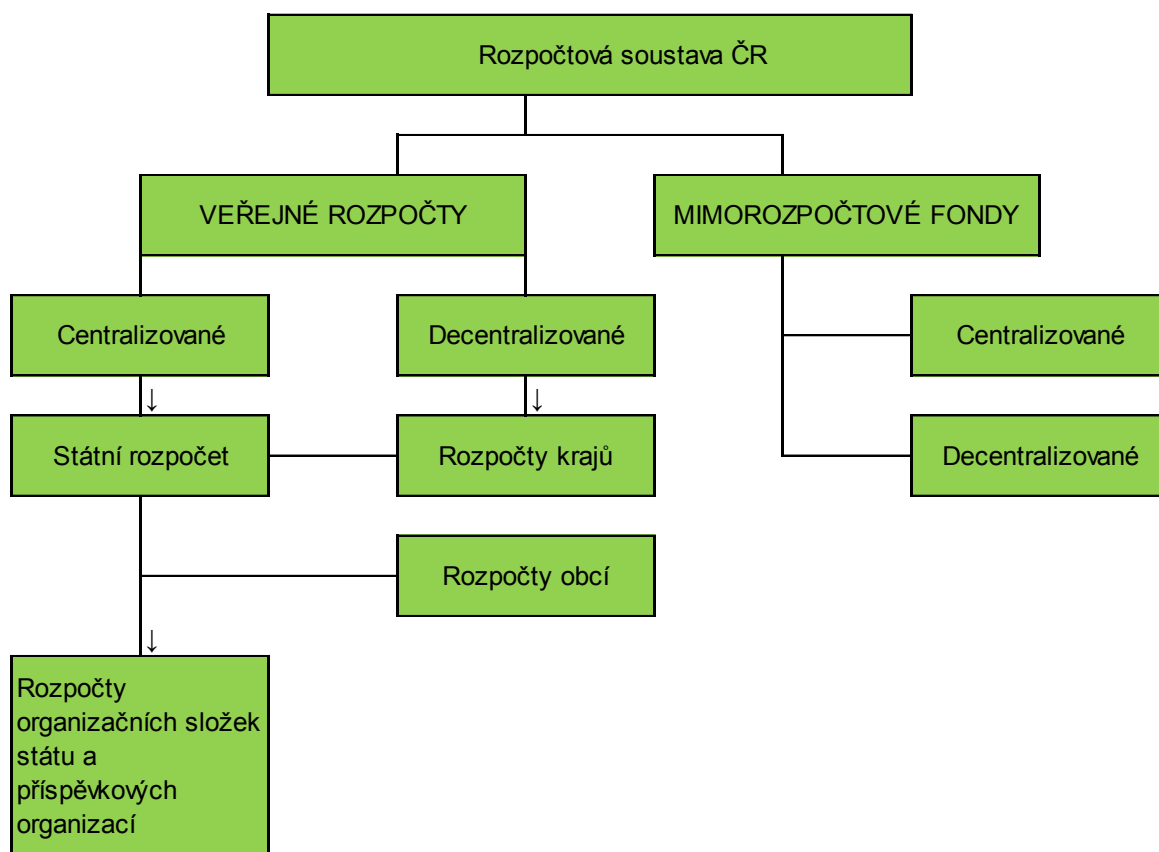 Rozpočtová soustava ČR
VEŘEJNÉ ROZPOČTY
MIMOROZPOČTOVÉ FONDY
Centralizované
Decentralizované
Centralizované
↓
↓
Státní rozpočet
Rozpočty krajů
Decentralizované
Rozpočty obcí
↓
Rozpočty
organizačních složek
státu a
příspěvkových
organizací